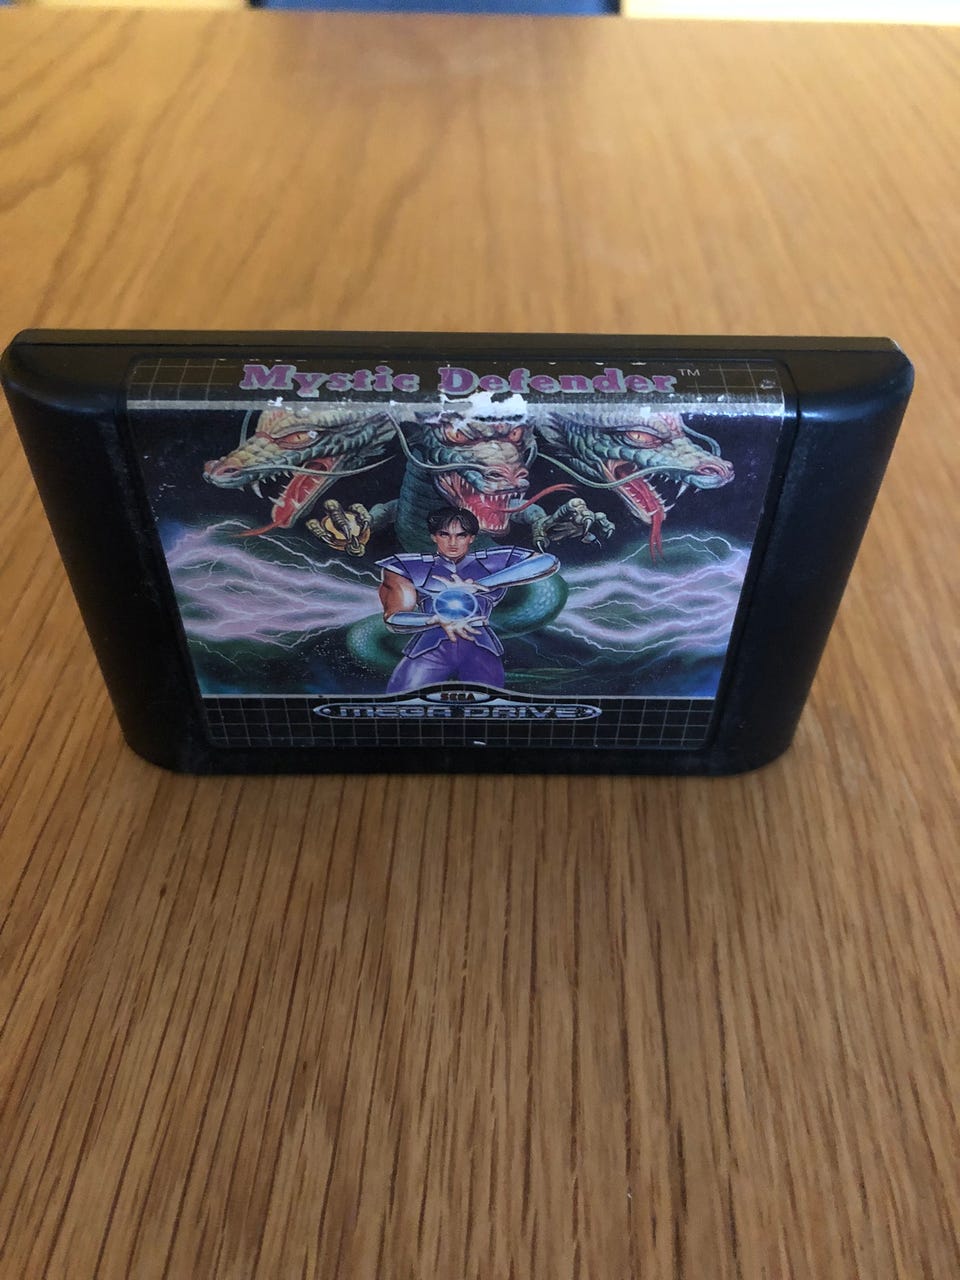 Mystic Defender™
SEGA
MEGA DRIVE